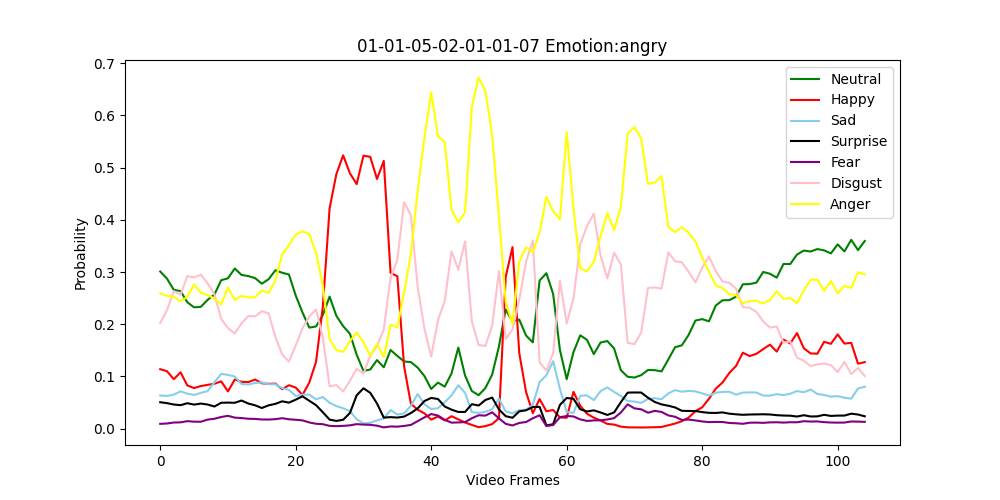 01-01-05-02-01-01-07 Emotion:angry
0.7
0.6
0.5
0.4
0.3
0.2
0.1
0.0
Probability
Neutral
Happy
Sad
Surprise
Fear
Disgust
Anger
0
20
40
60
80
100
Video Frames